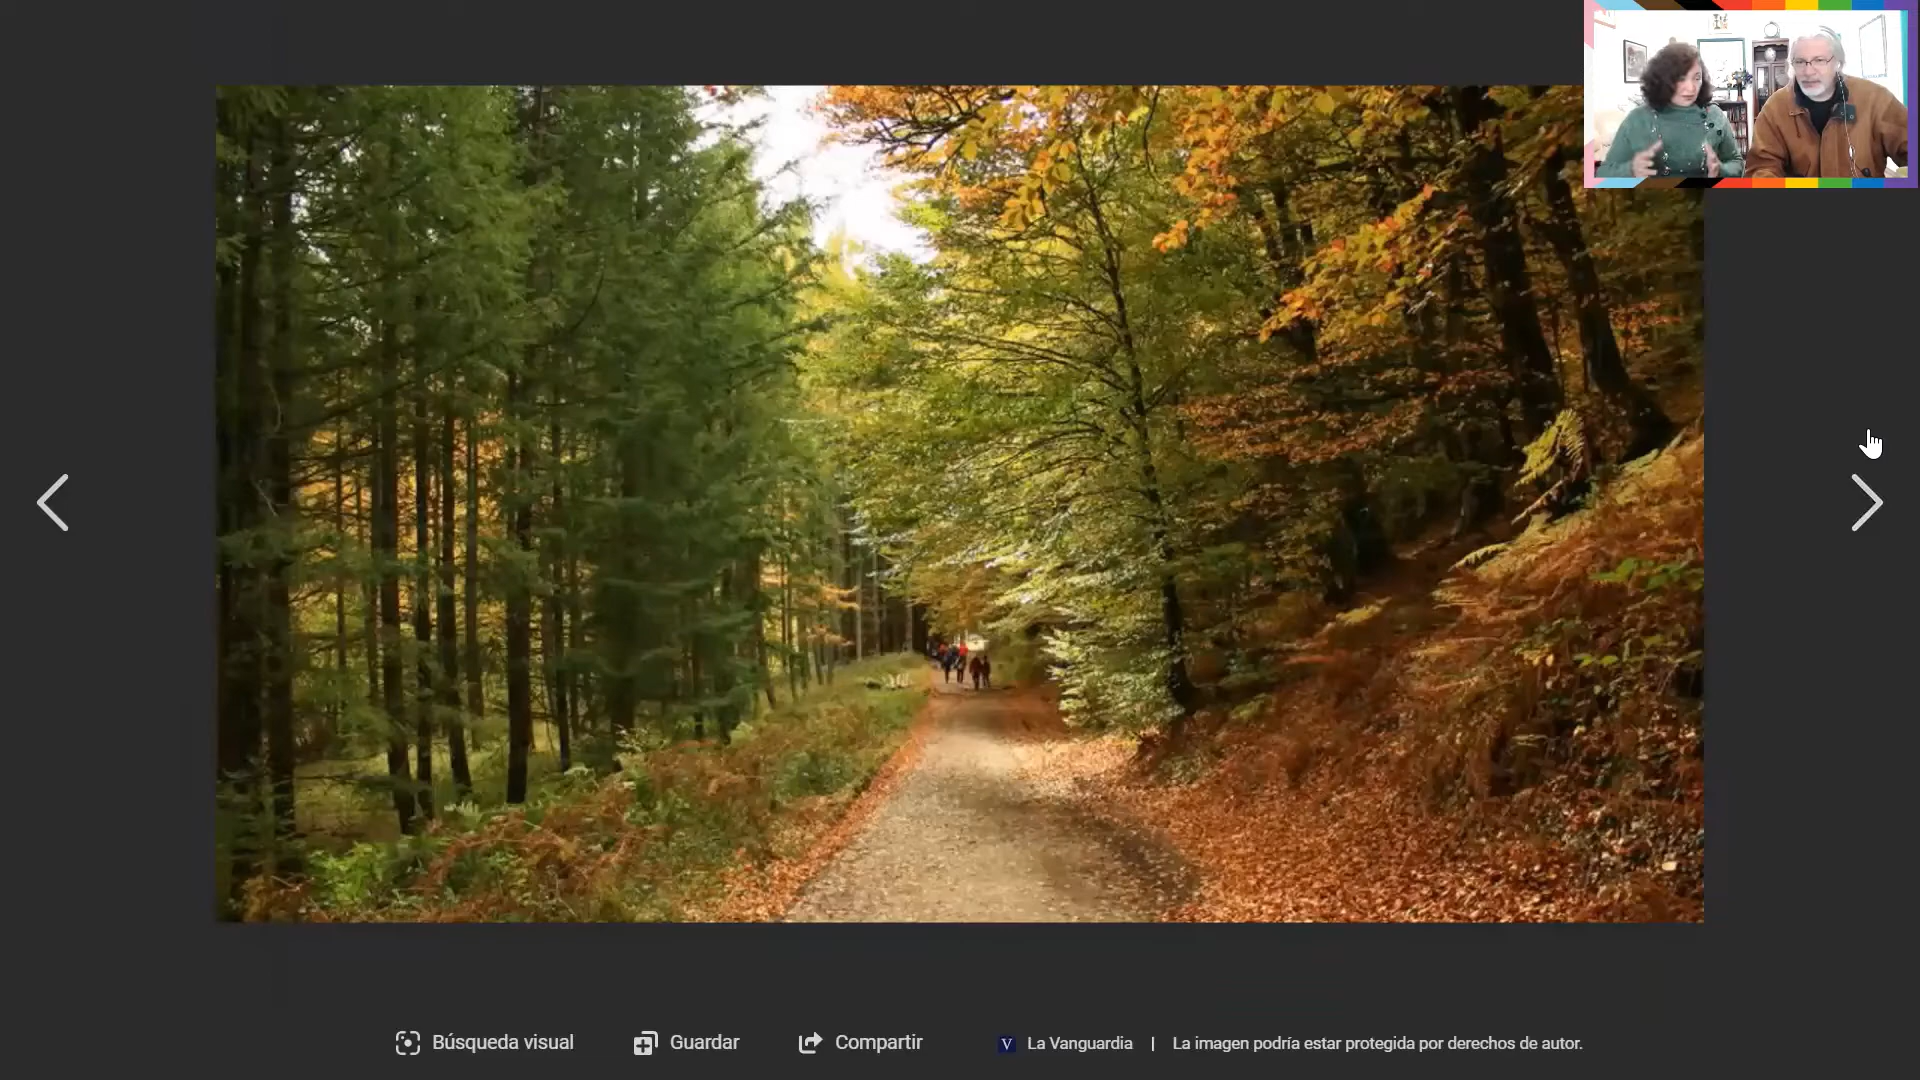 Búsqueda visual
Guardar
Compartir
V La Vanguardia | La imagen podría estar protegida por derechos de autor.